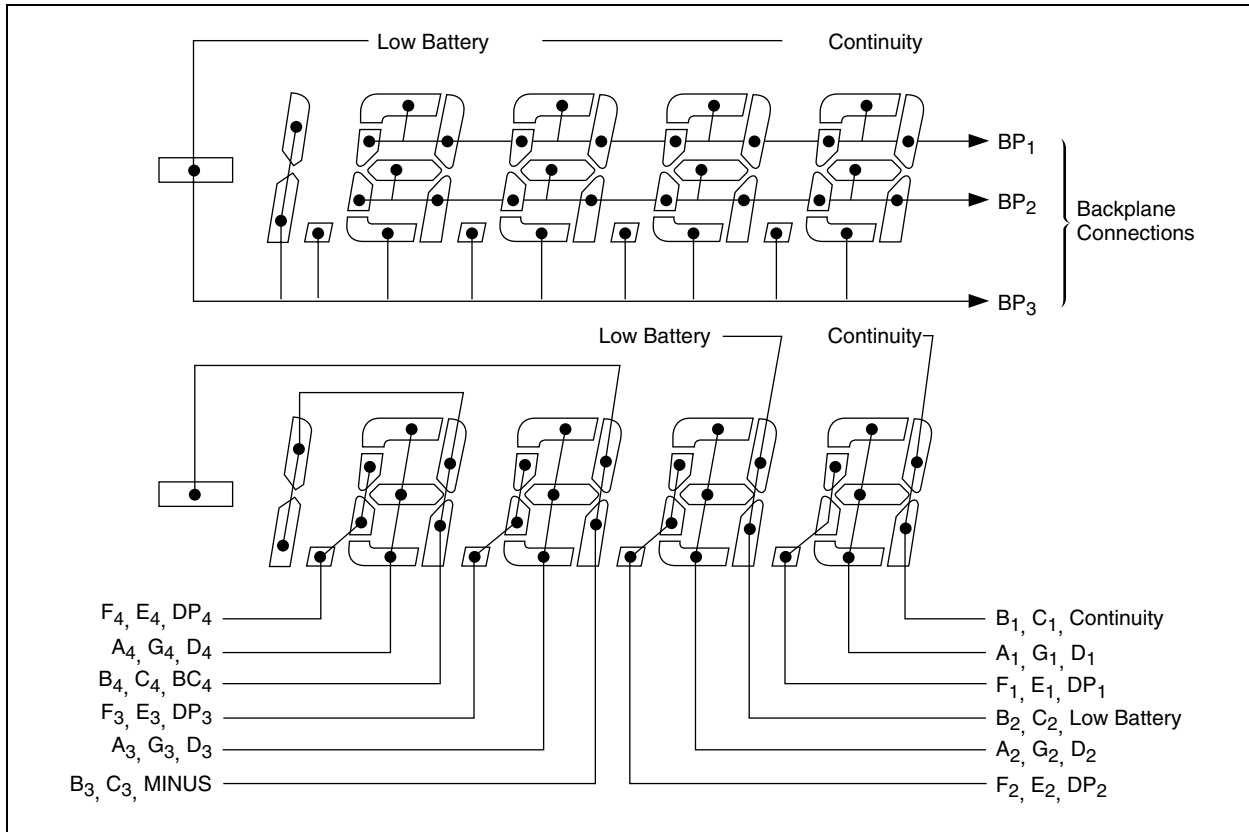 Low Battery Continuity
BP₁
BP₂
Backplane
Connections
BP₃
Low Battery Continuity
F₄, E₄, DP₄
A₄, G₄, D₄
B₄, C₄, BC₄
F₃, E₃, DP₃
A₃, G₃, D₃
B₃, C₃, MINUS
B₁, C₁, Continuity
A₁, G₁, D₁
F₁, E₁, DP₁
B₂, C₂, Low Battery
A₂, G₂, D₂
F₂, E₂, DP₂